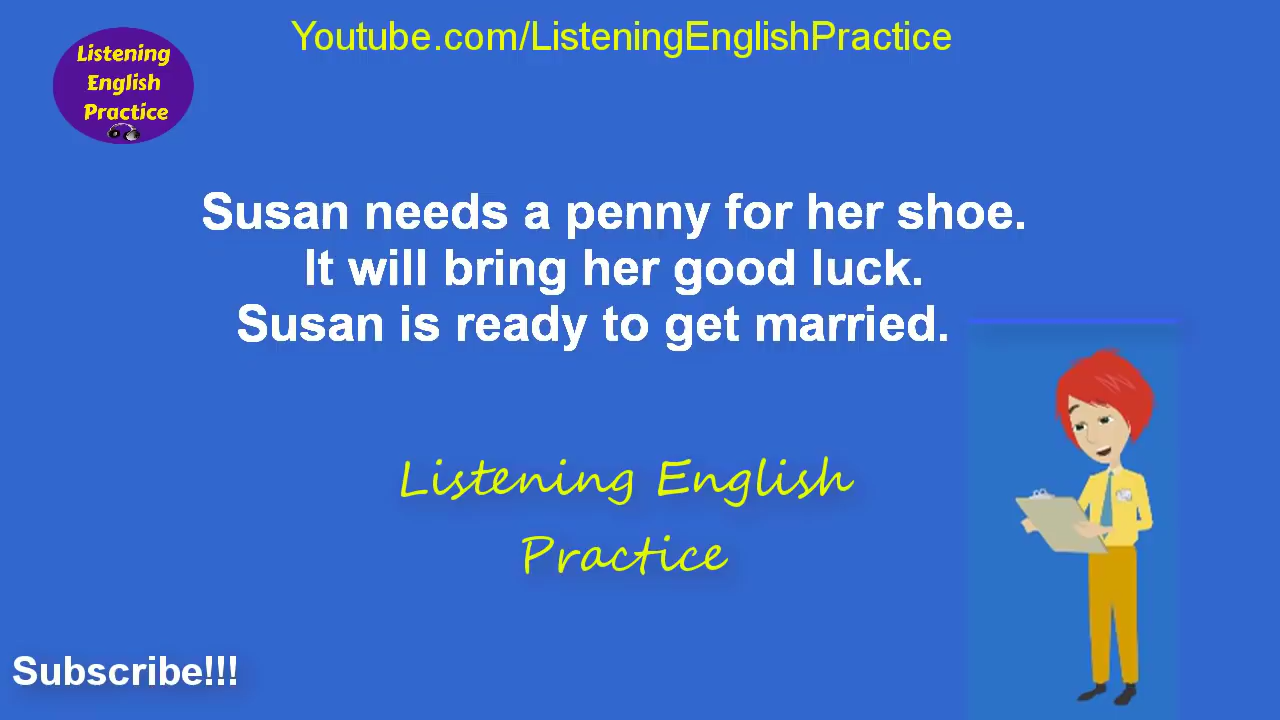 Youtube.com/ListeningEnglishPractice
Listening
English
Practice
Susan needs a penny for her shoe.
It will bring her good luck.
Susan is ready to get married.
Listening English
Practice
Subscribe!!!